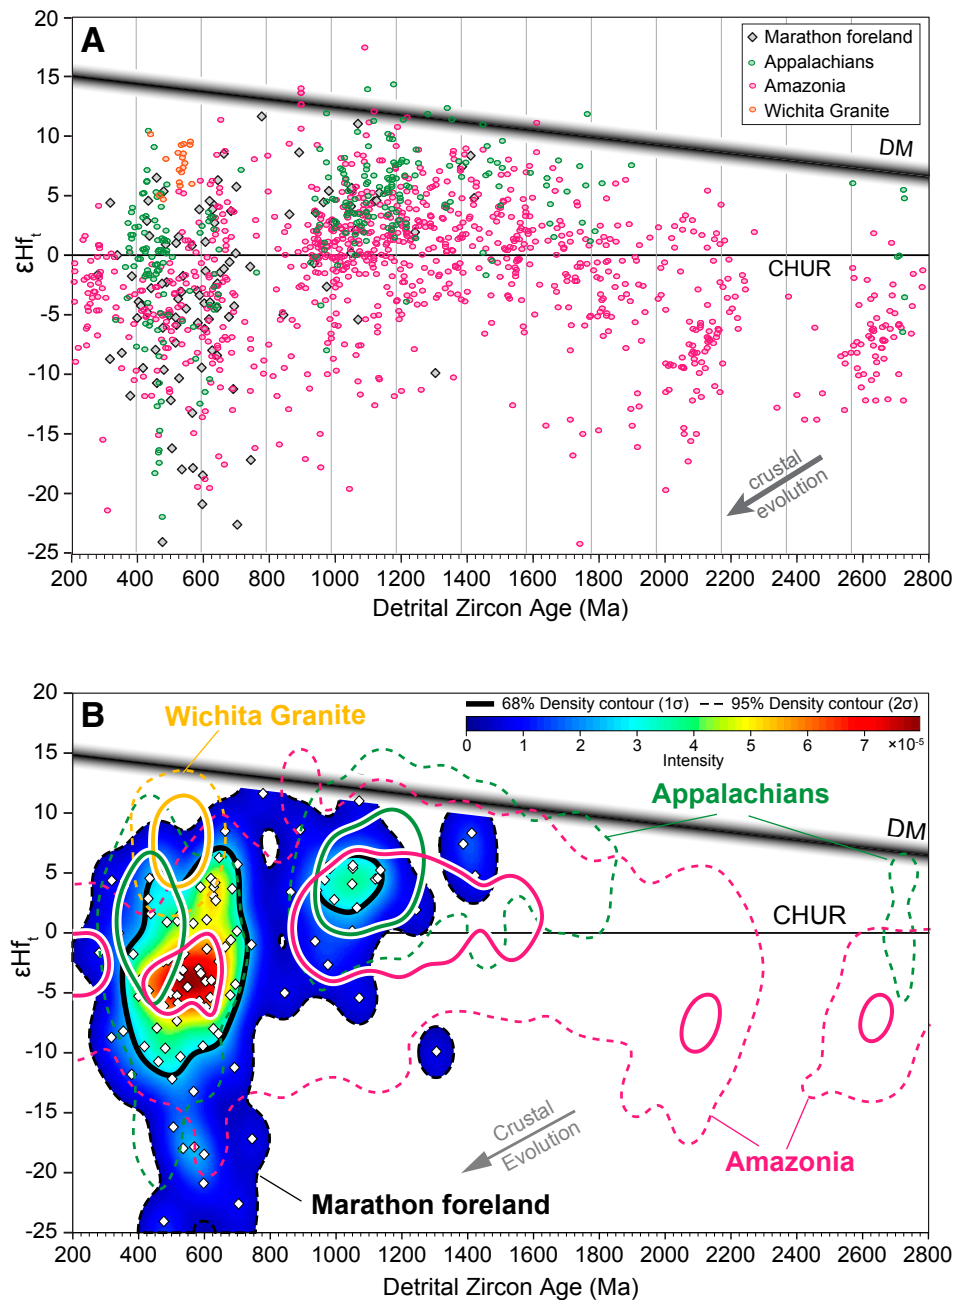 A
Marathon foreland
Appalachians
Amazonia
Wichita Granite
DM
CHUR
crustal
evolution
εHft
20
15
10
5
0
-5
-10
-15
-20
-25
200 400 600 800 1000 1200 1400 1600 1800 2000 2200 2400 2600 2800
Detrital Zircon Age (Ma)
B
68% Density contour (1σ) 95% Density contour (2σ)
0 1 2 3 4 5 6 7 ×10-5
Intensity
Wichita Granite
Appalachians
DM
CHUR
Crustal
Evolution
Amazonia
Marathon foreland
εHft
20
15
10
5
0
-5
-10
-15
-20
-25
200 400 600 800 1000 1200 1400 1600 1800 2000 2200 2400 2600 2800
Detrital Zircon Age (Ma)